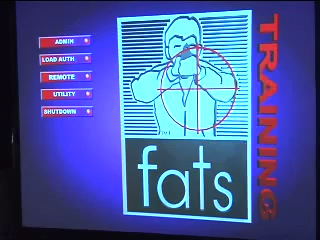 ADMIN
LOAD AUTH
REMOTE
UTILITY
SHUTDOWN
fats
TRAINING